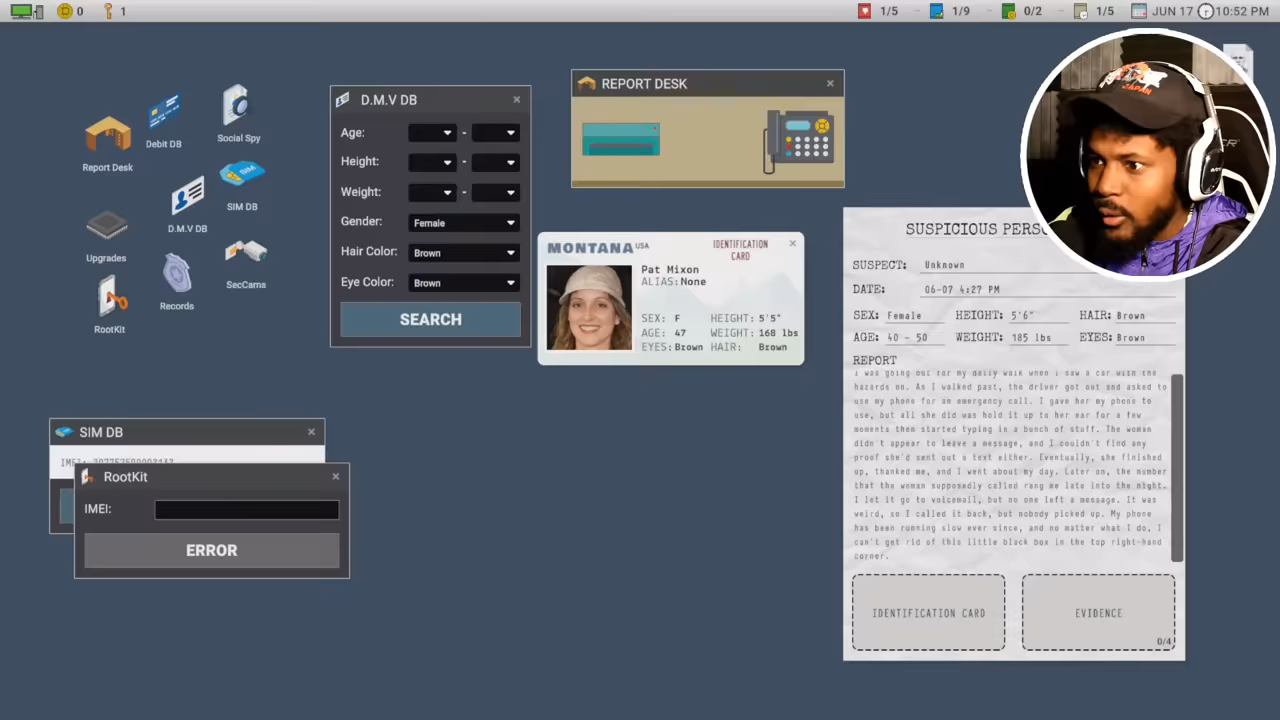 0
1
1/5
1/9
0/2
1/5
JUN 17
10:52 PM
Report Desk
Debit DB
Social Spy
D.M.V DB
SIM DB
Upgrades
Records
SecCams
RootKit
D.M.V DB
Age:
-
Height:
-
Weight:
-
Gender: Female
Hair Color: Brown
Eye Color: Brown
SEARCH
REPORT DESK
MONTANA USA
IDENTIFICATION
CARD
Pat Mixon
ALIAS: None
SEX: F HEIGHT: 5'5"
AGE: 47 WEIGHT: 168 lbs
EYES: Brown HAIR: Brown
SIM DB
RootKit
IMEI:
ERROR
SUSPICIOUS
SUSPECT: Unknown
DATE: 06-07 4:27 PM
SEX: Female HEIGHT: 5'6" HAIR: Brown
AGE: 40 - 50 WEIGHT: 185 lbs EYES: Brown
REPORT
I was going out for my daily walk when I saw a car with the
hazards on. As I walked past, the driver got out and asked to
use my phone for an emergency call. I gave her my phone to
use, but all she did was hold it up to her ear for a few
moments them started typing in a bunch of stuff. The woman
didn't appear to leave a message, and I couldn't find any
proof she'd sent out a text either. Eventually, she finished
up, thanked me, and I went about my day. Later on, the number
that the woman supposedly called rang me late into the night.
I let it go to voicemail, but no one left a message. It was
weird, so I called it back, but nobody picked up. My phone
has been running slow ever since, and no matter what I do, I
can't get rid of this little black box in the top right-hand
corner.
IDENTIFICATION CARD
EVIDENCE
0/4
JAPAN